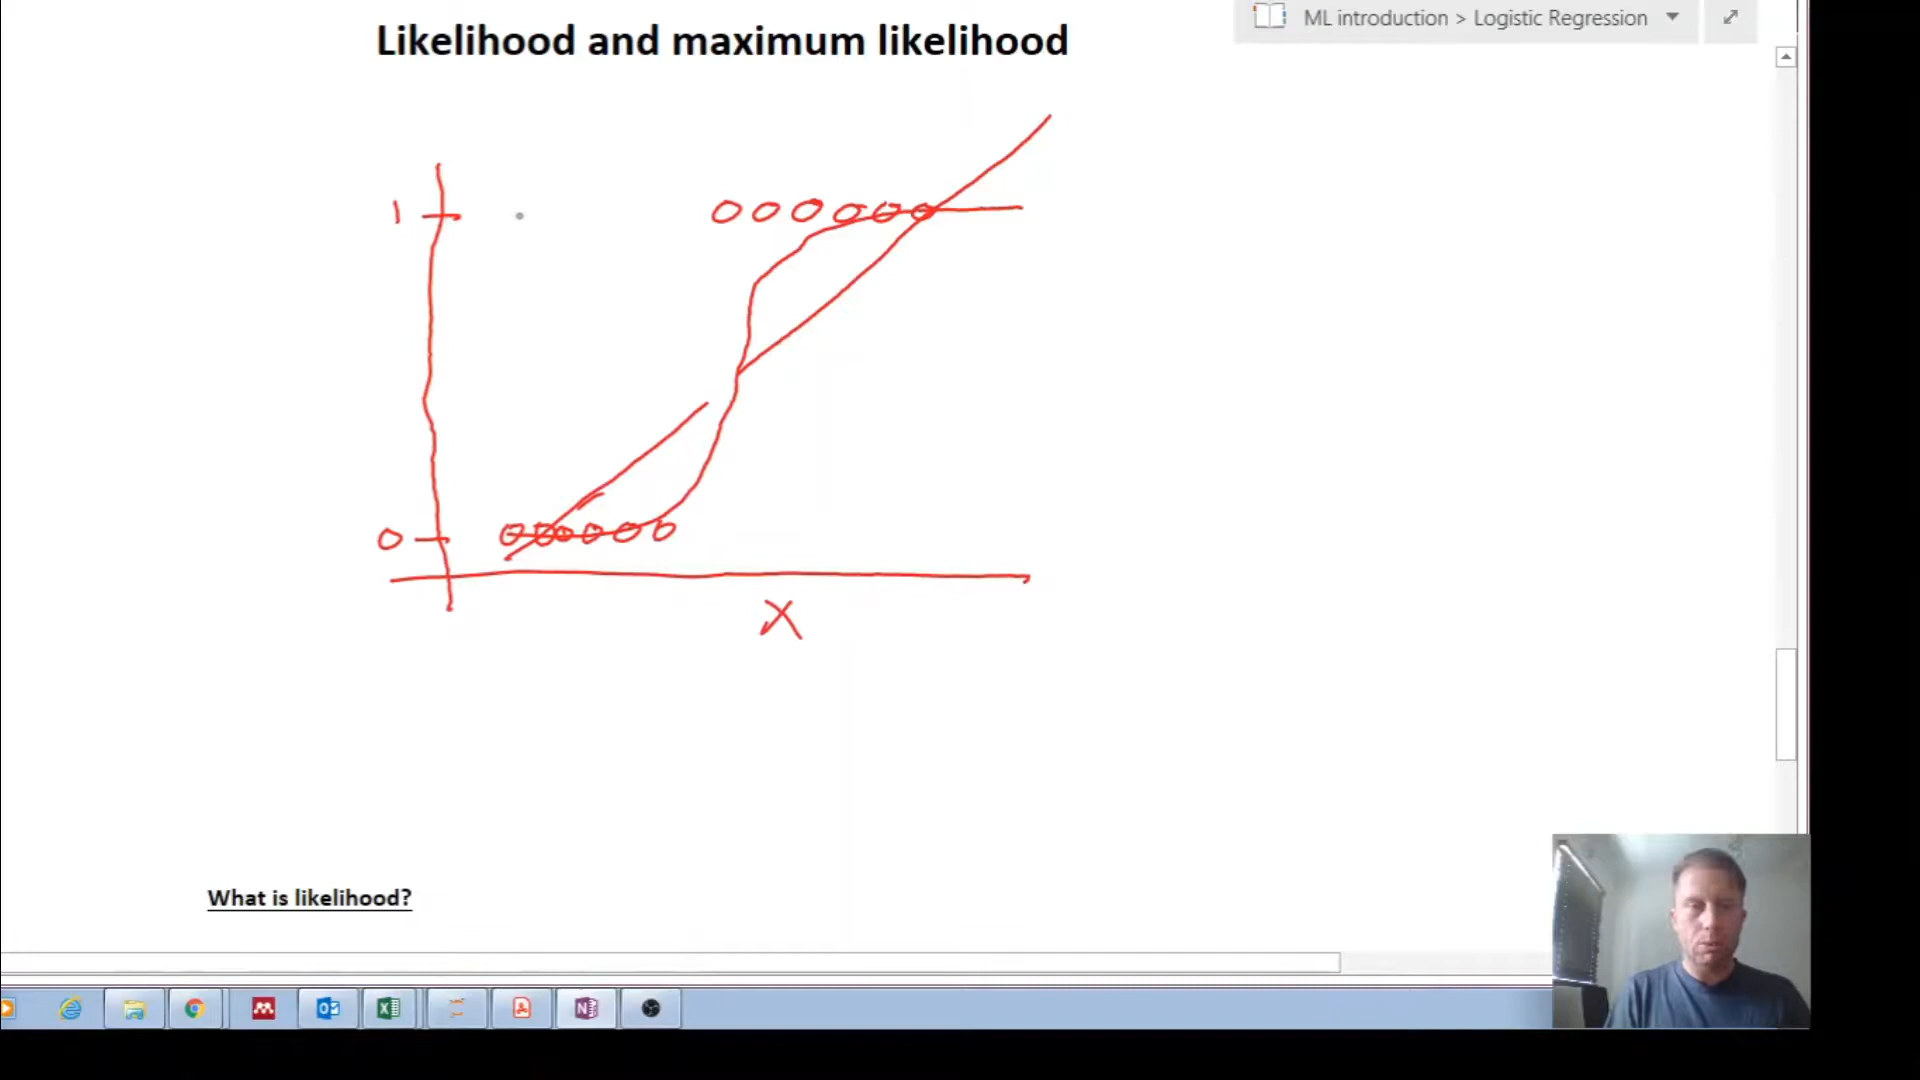 Likelihood and maximum likelihood
ML introduction > Logistic Regression
1
0
X
What is likelihood?